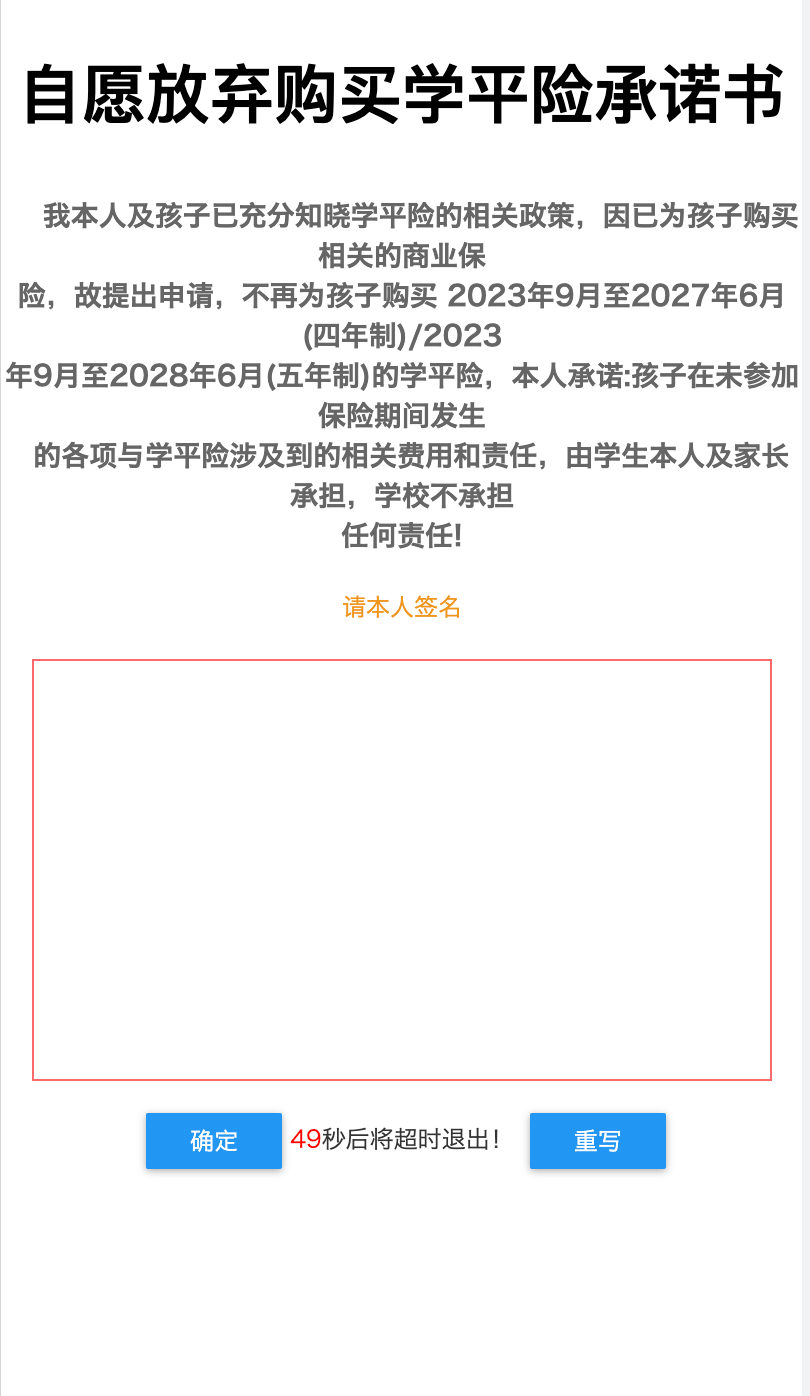 自愿放弃购买学平险承诺书
我本人及孩子已充分知晓学平险的相关政策，因已为孩子购买
相关的商业保
险，故提出申请，不再为孩子购买 2023年9月至2027年6月
(四年制)/2023
年9月至2028年6月(五年制)的学平险，本人承诺:孩子在未参加
保险期间发生
的各项与学平险涉及到的相关费用和责任，由学生本人及家长
承担，学校不承担
任何责任!
请本人签名
确定 49秒后将超时退出！ 重写